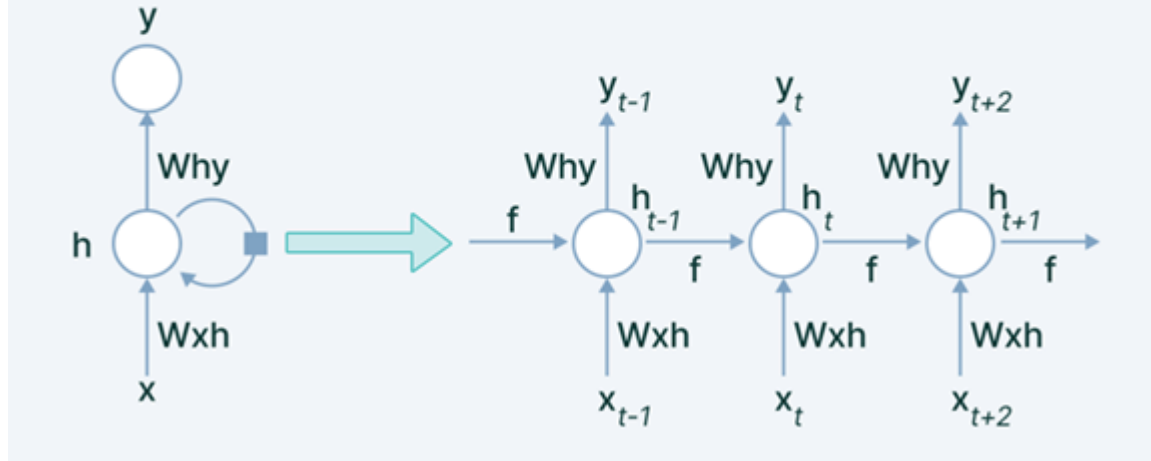 y
Why
h
Wxh
x
y t-1
y t
y t+2
Why
Why
Why
h t-1
h t
h t+1
f
f
f
f
Wxh
Wxh
Wxh
x t-1
x t
x t+2